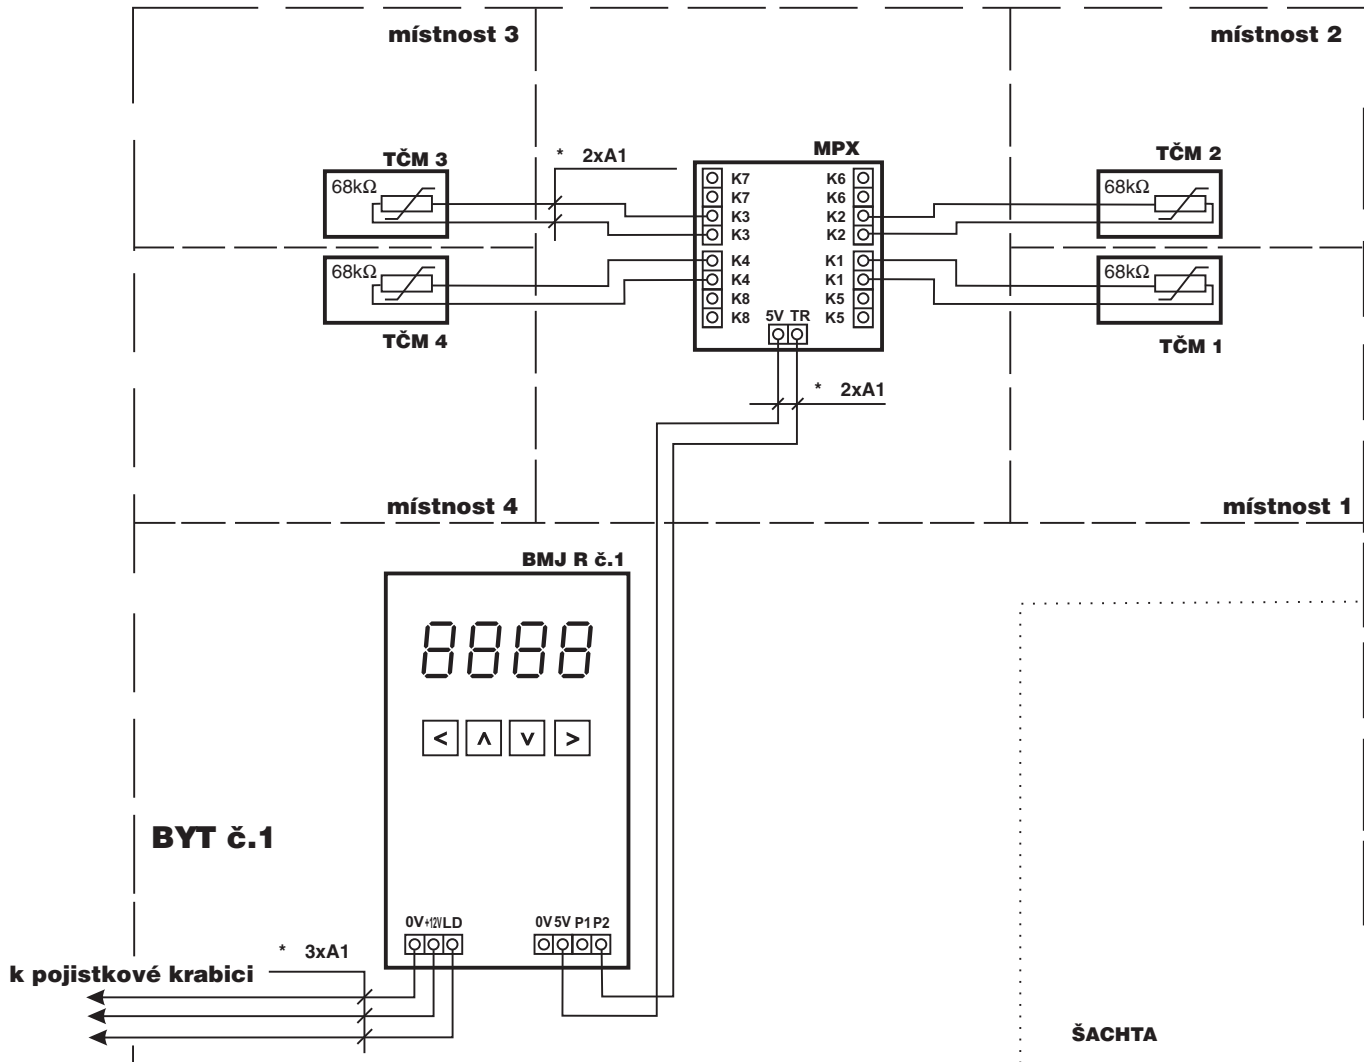 místnost 3
místnost 2
MPX
TČM 3
* 2xA1
TČM 2
68kΩ
K7
K7
K3
K3
K4
K4
K8
K8
K6
K6
K2
K2
K1
K1
K5
K5
68kΩ
68kΩ
68kΩ
5V TR
TČM 4
TČM 1
* 2xA1
místnost 4
místnost 1
BMJ R č.1
8888
< ʌ v >
BYT č.1
0V +12V LD
0V 5V P1 P2
* 3xA1
k pojistkové krabici
ŠACHTA